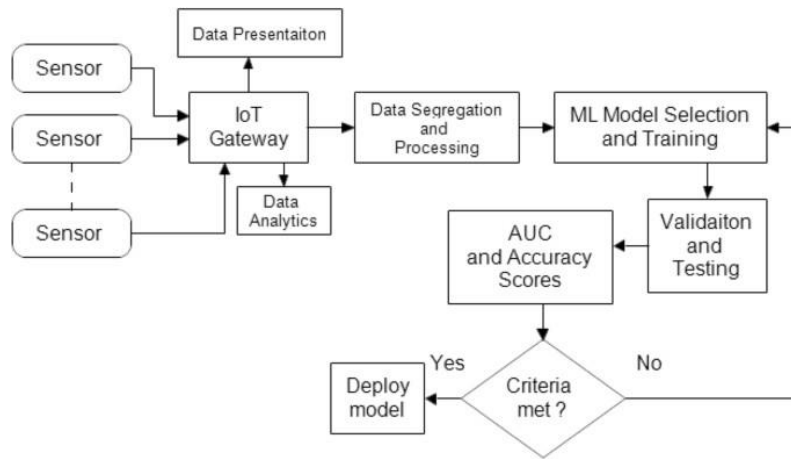 Data Presentaiton
Sensor
Sensor
Sensor
IoT
Gateway
Data
Analytics
Data Segregation
and
Processing
ML Model Selection
and Training
Validaiton
and
Testing
AUC
and Accuracy
Scores
Criteria
met ?
Yes
No
Deploy
model